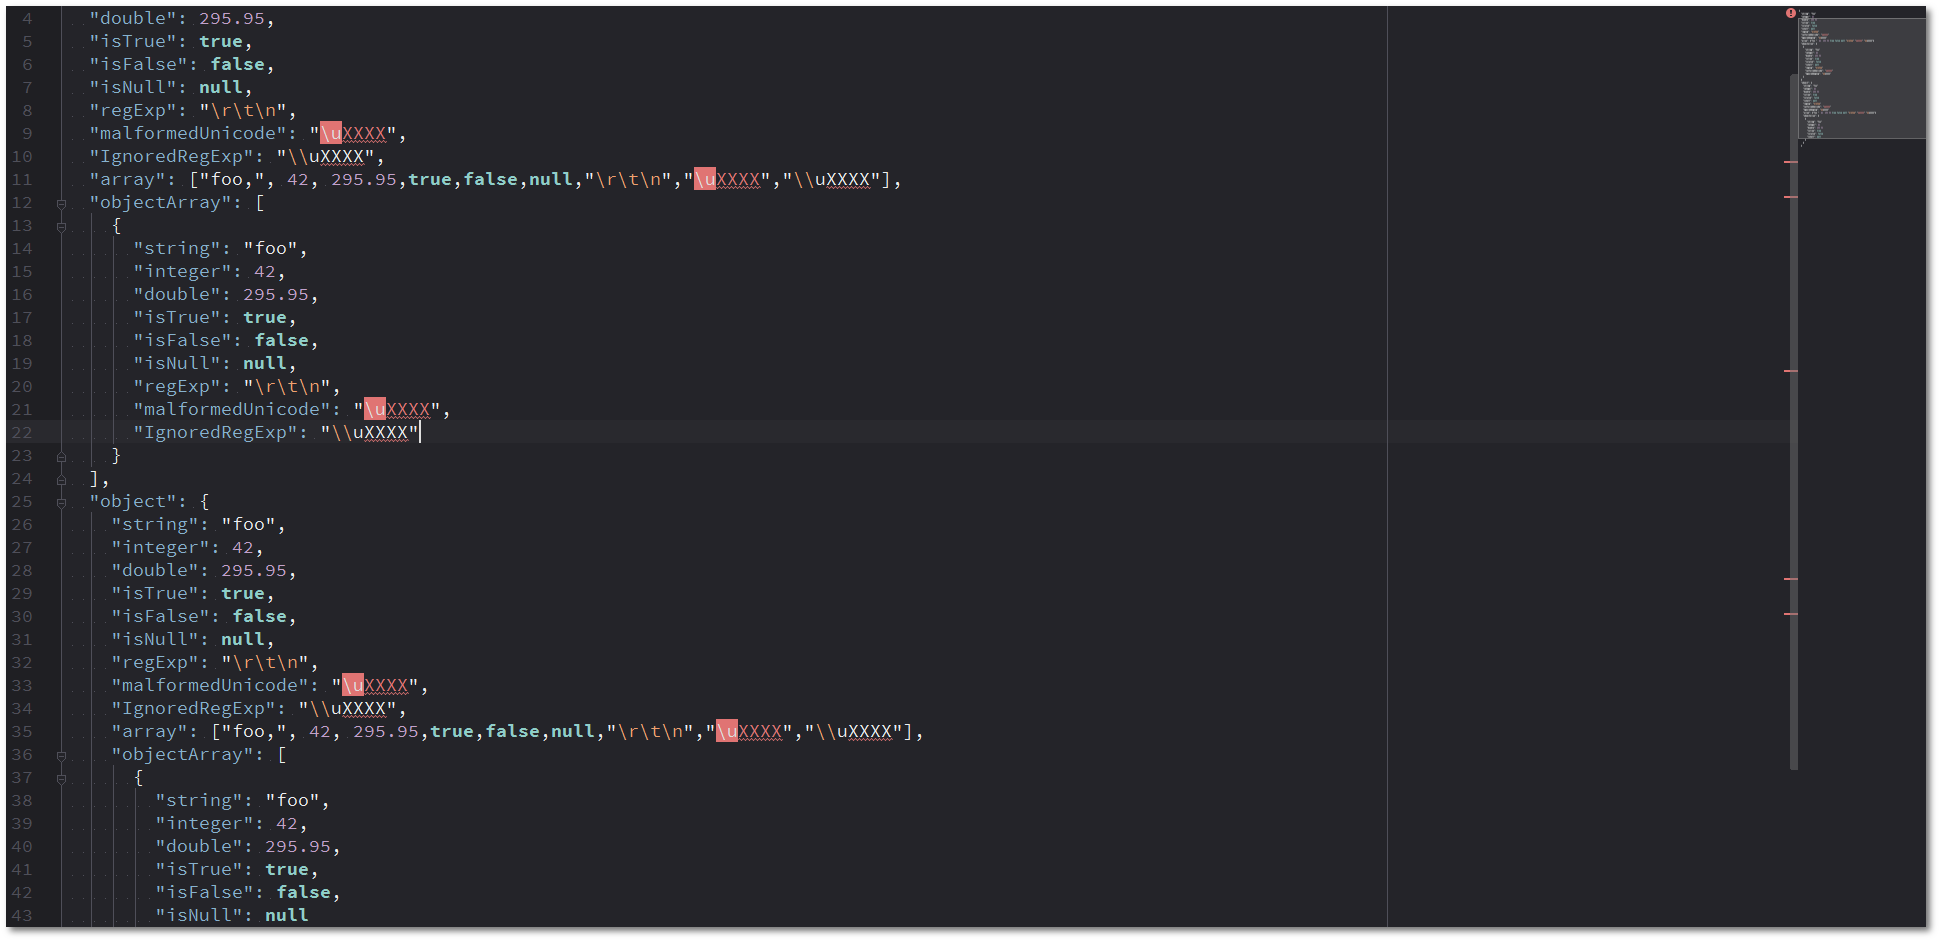 4 "double": 295.95,
5 "isTrue": true,
6 "isFalse": false,
7 "isNull": null,
8 "regExp": "\r\t\n",
9 "malformedUnicode": "\uXXXX",
10 "IgnoredRegExp": "\\uXXXX",
11 "array": ["foo,", 42, 295.95,true,false,null,"\r\t\n","\uXXXX","\\uXXXX"],
12 "objectArray": [
13 {
14 "string": "foo",
15 "integer": 42,
16 "double": 295.95,
17 "isTrue": true,
18 "isFalse": false,
19 "isNull": null,
20 "regExp": "\r\t\n",
21 "malformedUnicode": "\uXXXX",
22 "IgnoredRegExp": "\\uXXXX"
23 }
24 ],
25 "object": {
26 "string": "foo",
27 "integer": 42,
28 "double": 295.95,
29 "isTrue": true,
30 "isFalse": false,
31 "isNull": null,
32 "regExp": "\r\t\n",
33 "malformedUnicode": "\uXXXX",
34 "IgnoredRegExp": "\\uXXXX",
35 "array": ["foo,", 42, 295.95,true,false,null,"\r\t\n","\uXXXX","\\uXXXX"],
36 "objectArray": [
37 {
38 "string": "foo",
39 "integer": 42,
40 "double": 295.95,
41 "isTrue": true,
42 "isFalse": false,
43 "isNull": null